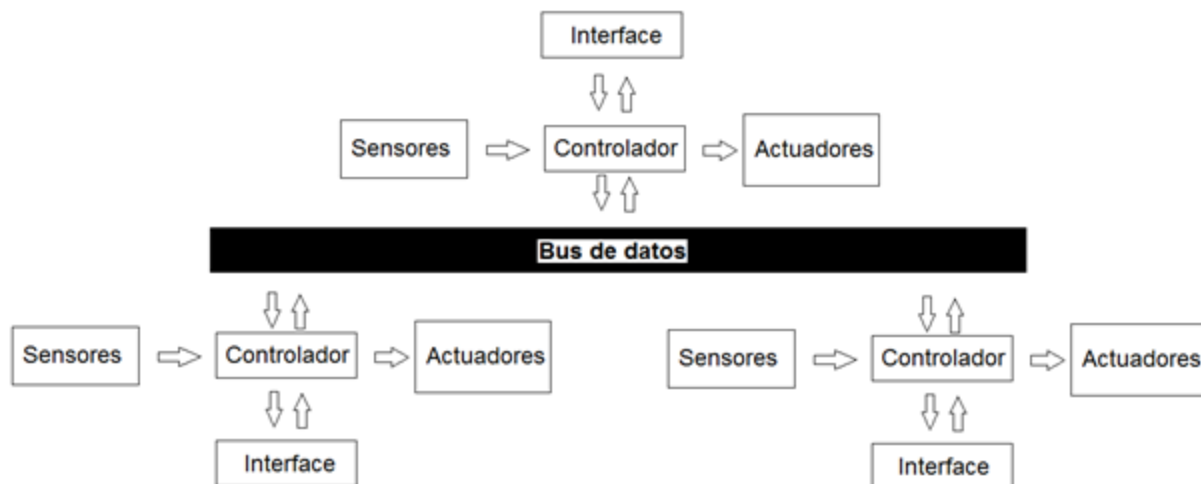 Interface
Sensores
Controlador
Actuadores
Bus de datos
Sensores
Controlador
Actuadores
Sensores
Controlador
Actuadores
Interface
Interface